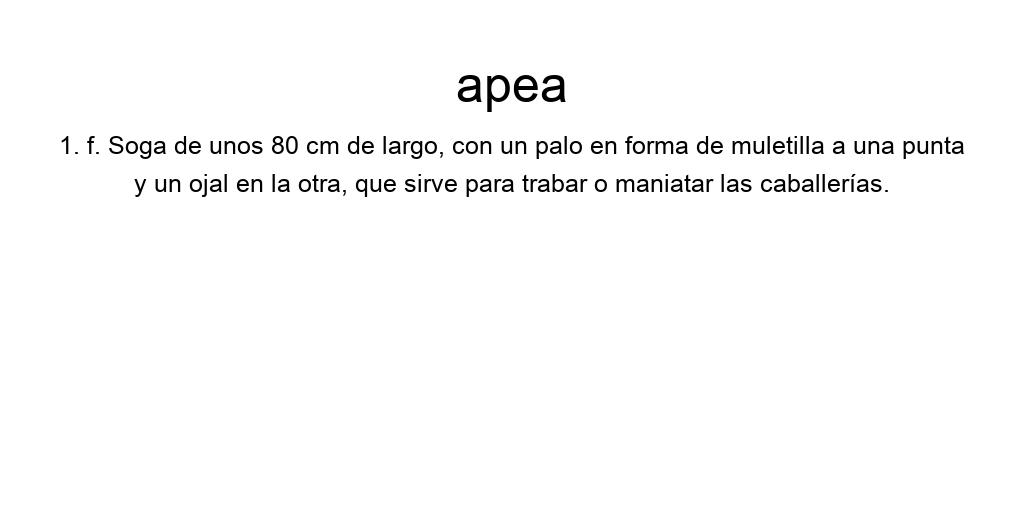 apea
1. f. Soga de unos 80 cm de largo, con un palo en forma de muletilla a una punta
y un ojal en la otra, que sirve para trabar o maniatar las caballerías.